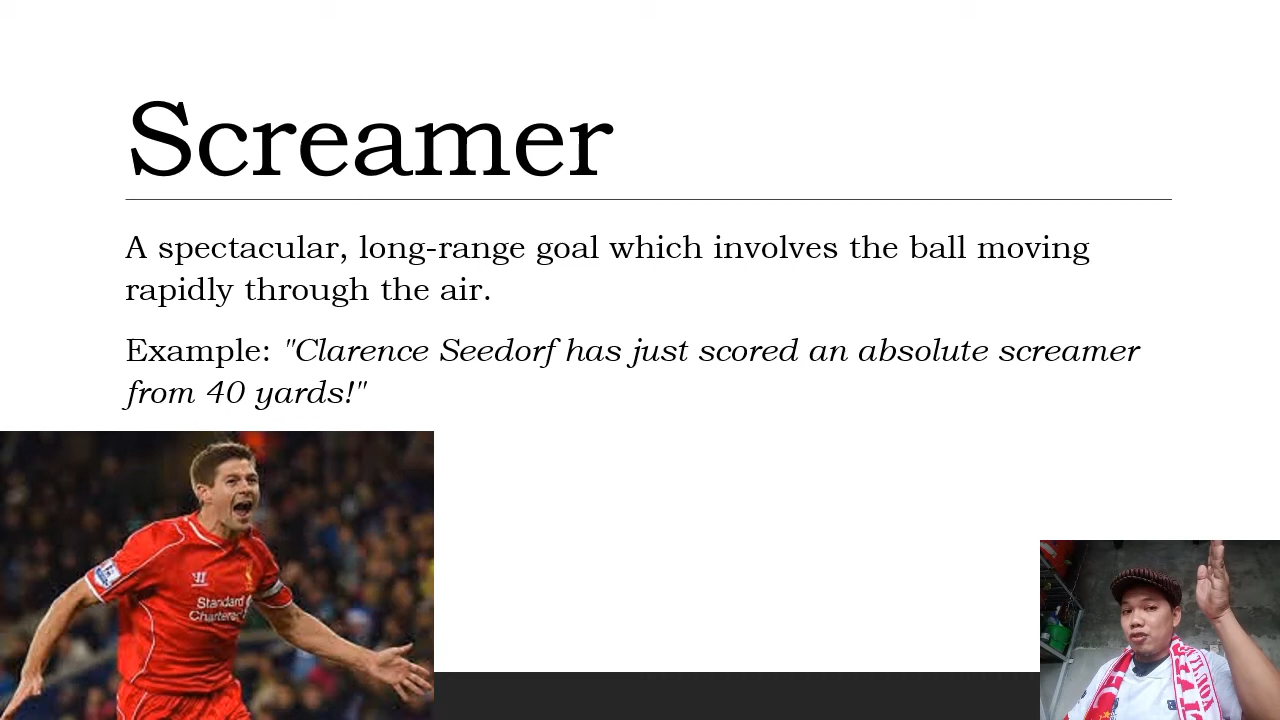 Screamer
A spectacular, long-range goal which involves the ball moving
rapidly through the air.
Example: "Clarence Seedorf has just scored an absolute screamer
from 40 yards!"
Standard
Chartered